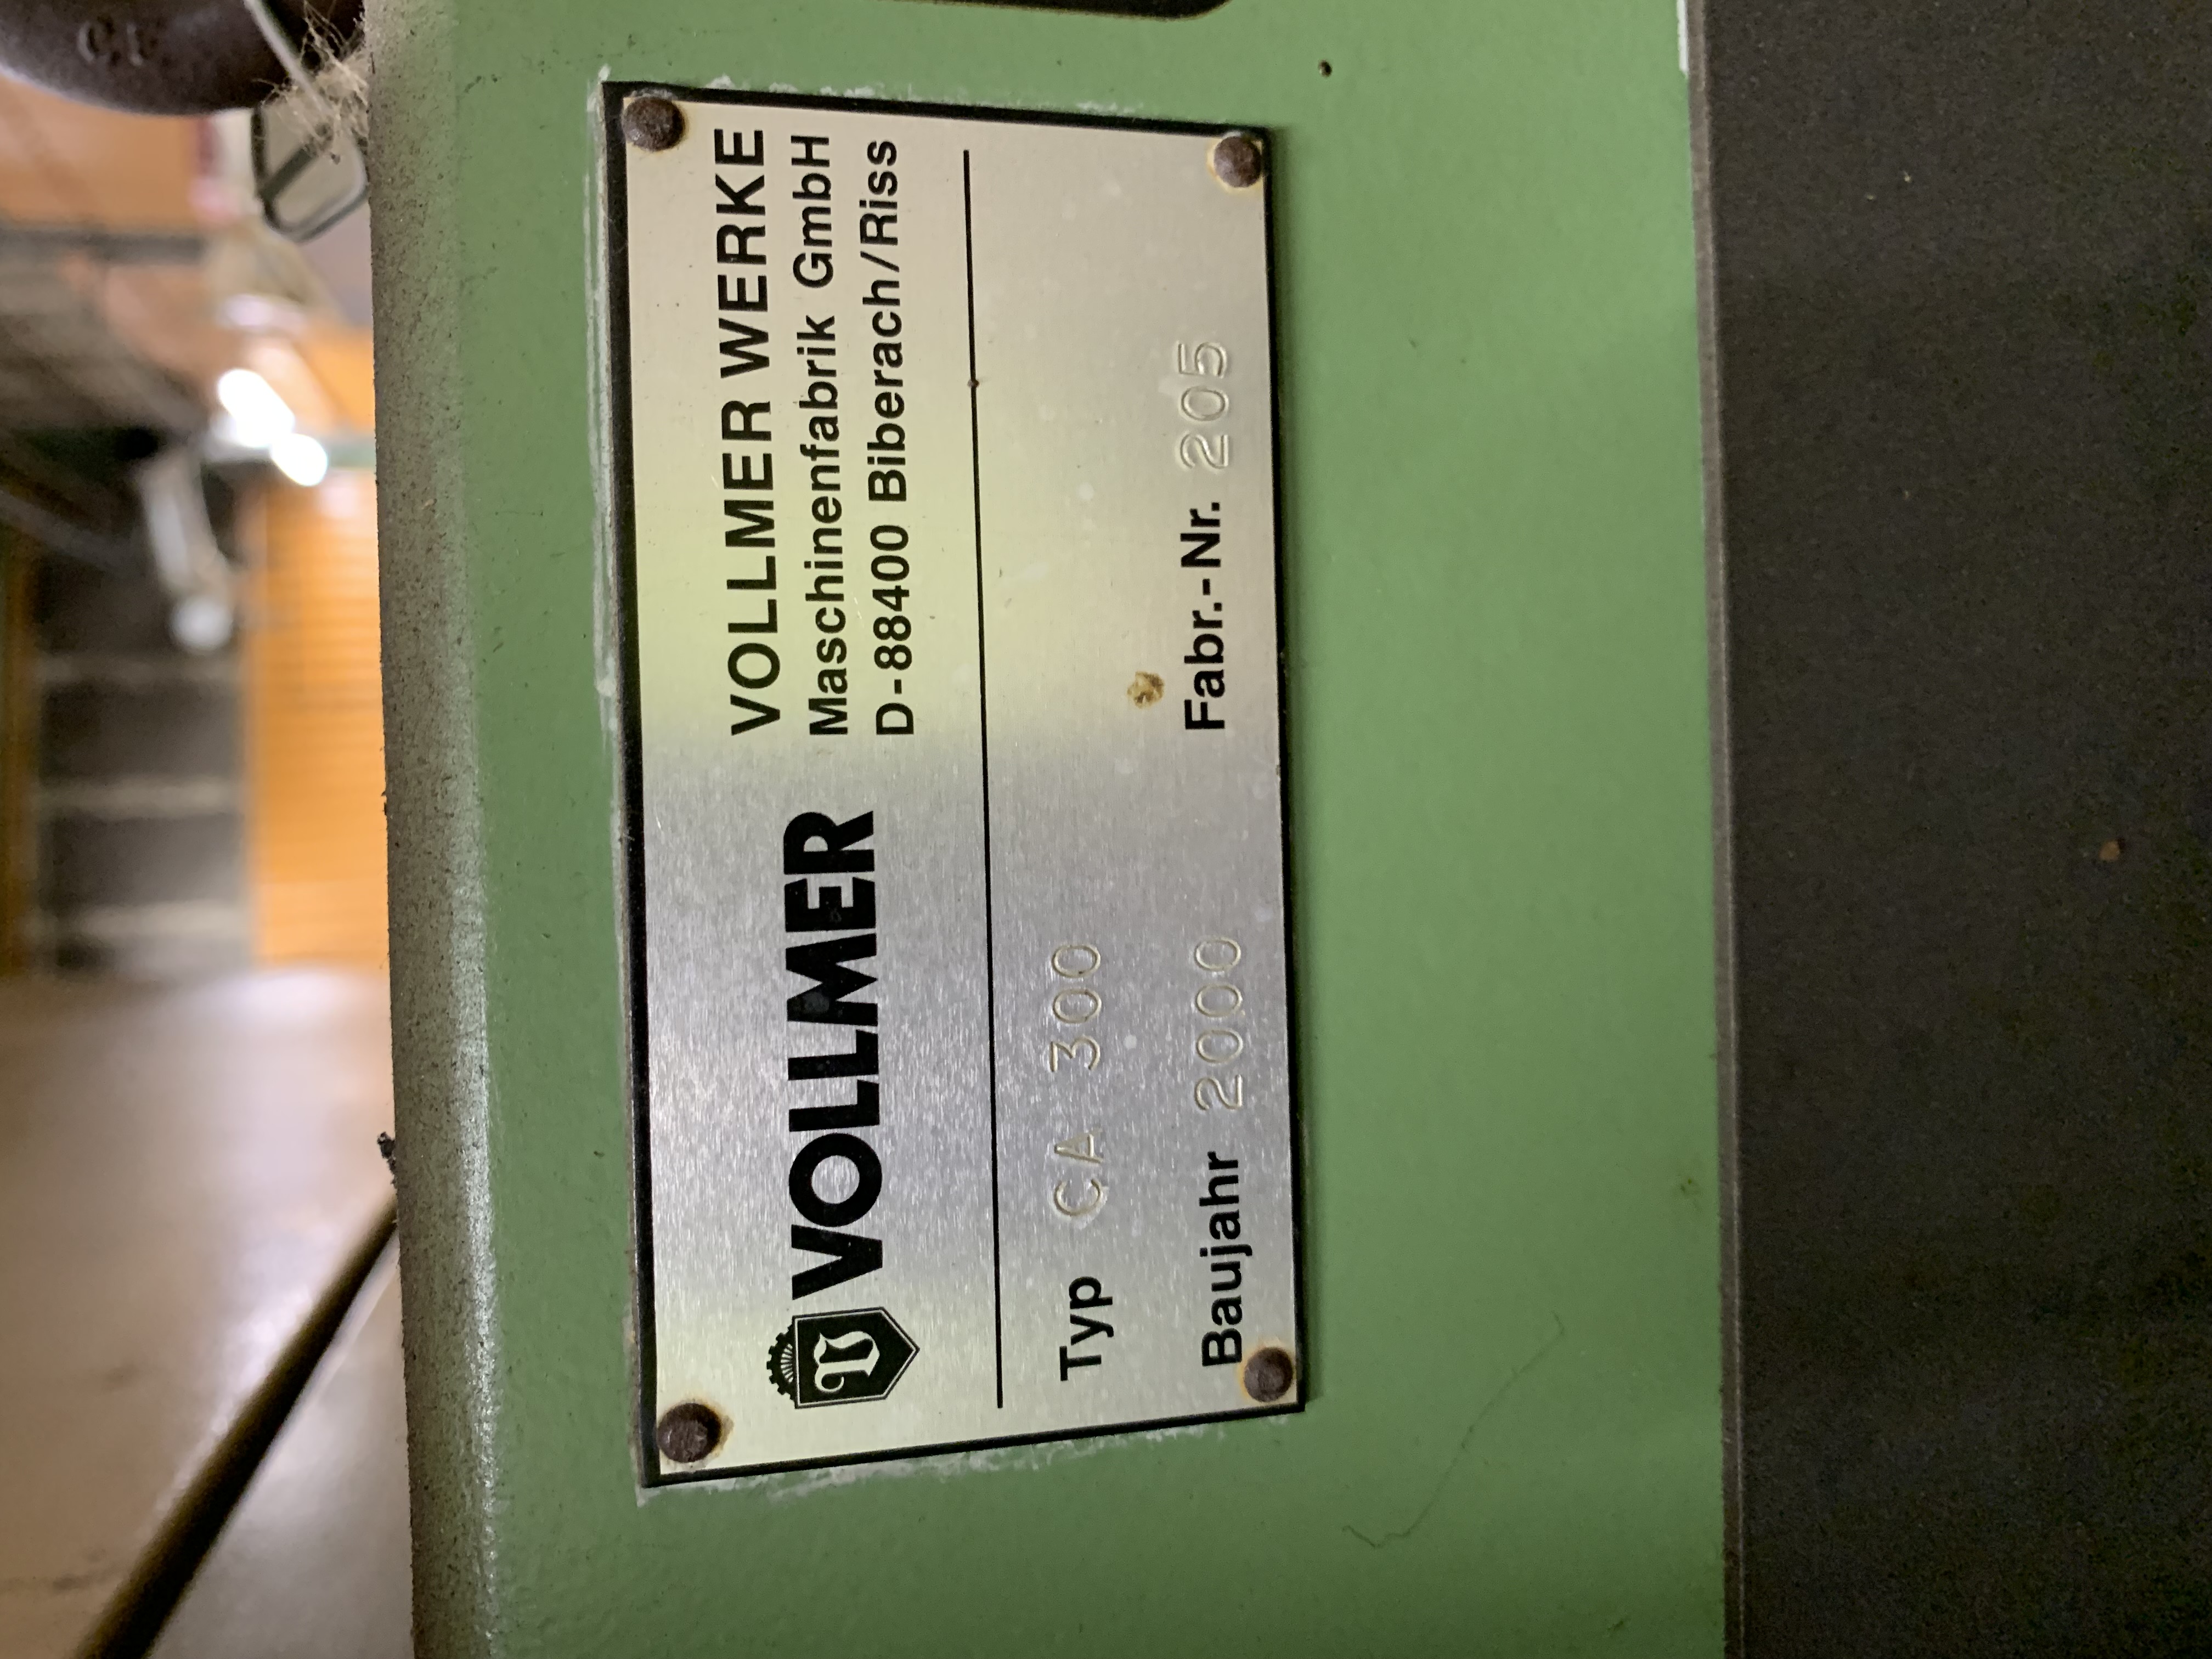 VOLLMER
VOLLMER WERKE
Maschinenfabrik GmbH
D-88400 Biberach/Riss
Typ CA 300
Baujahr 2000 Fabr.-Nr. 205